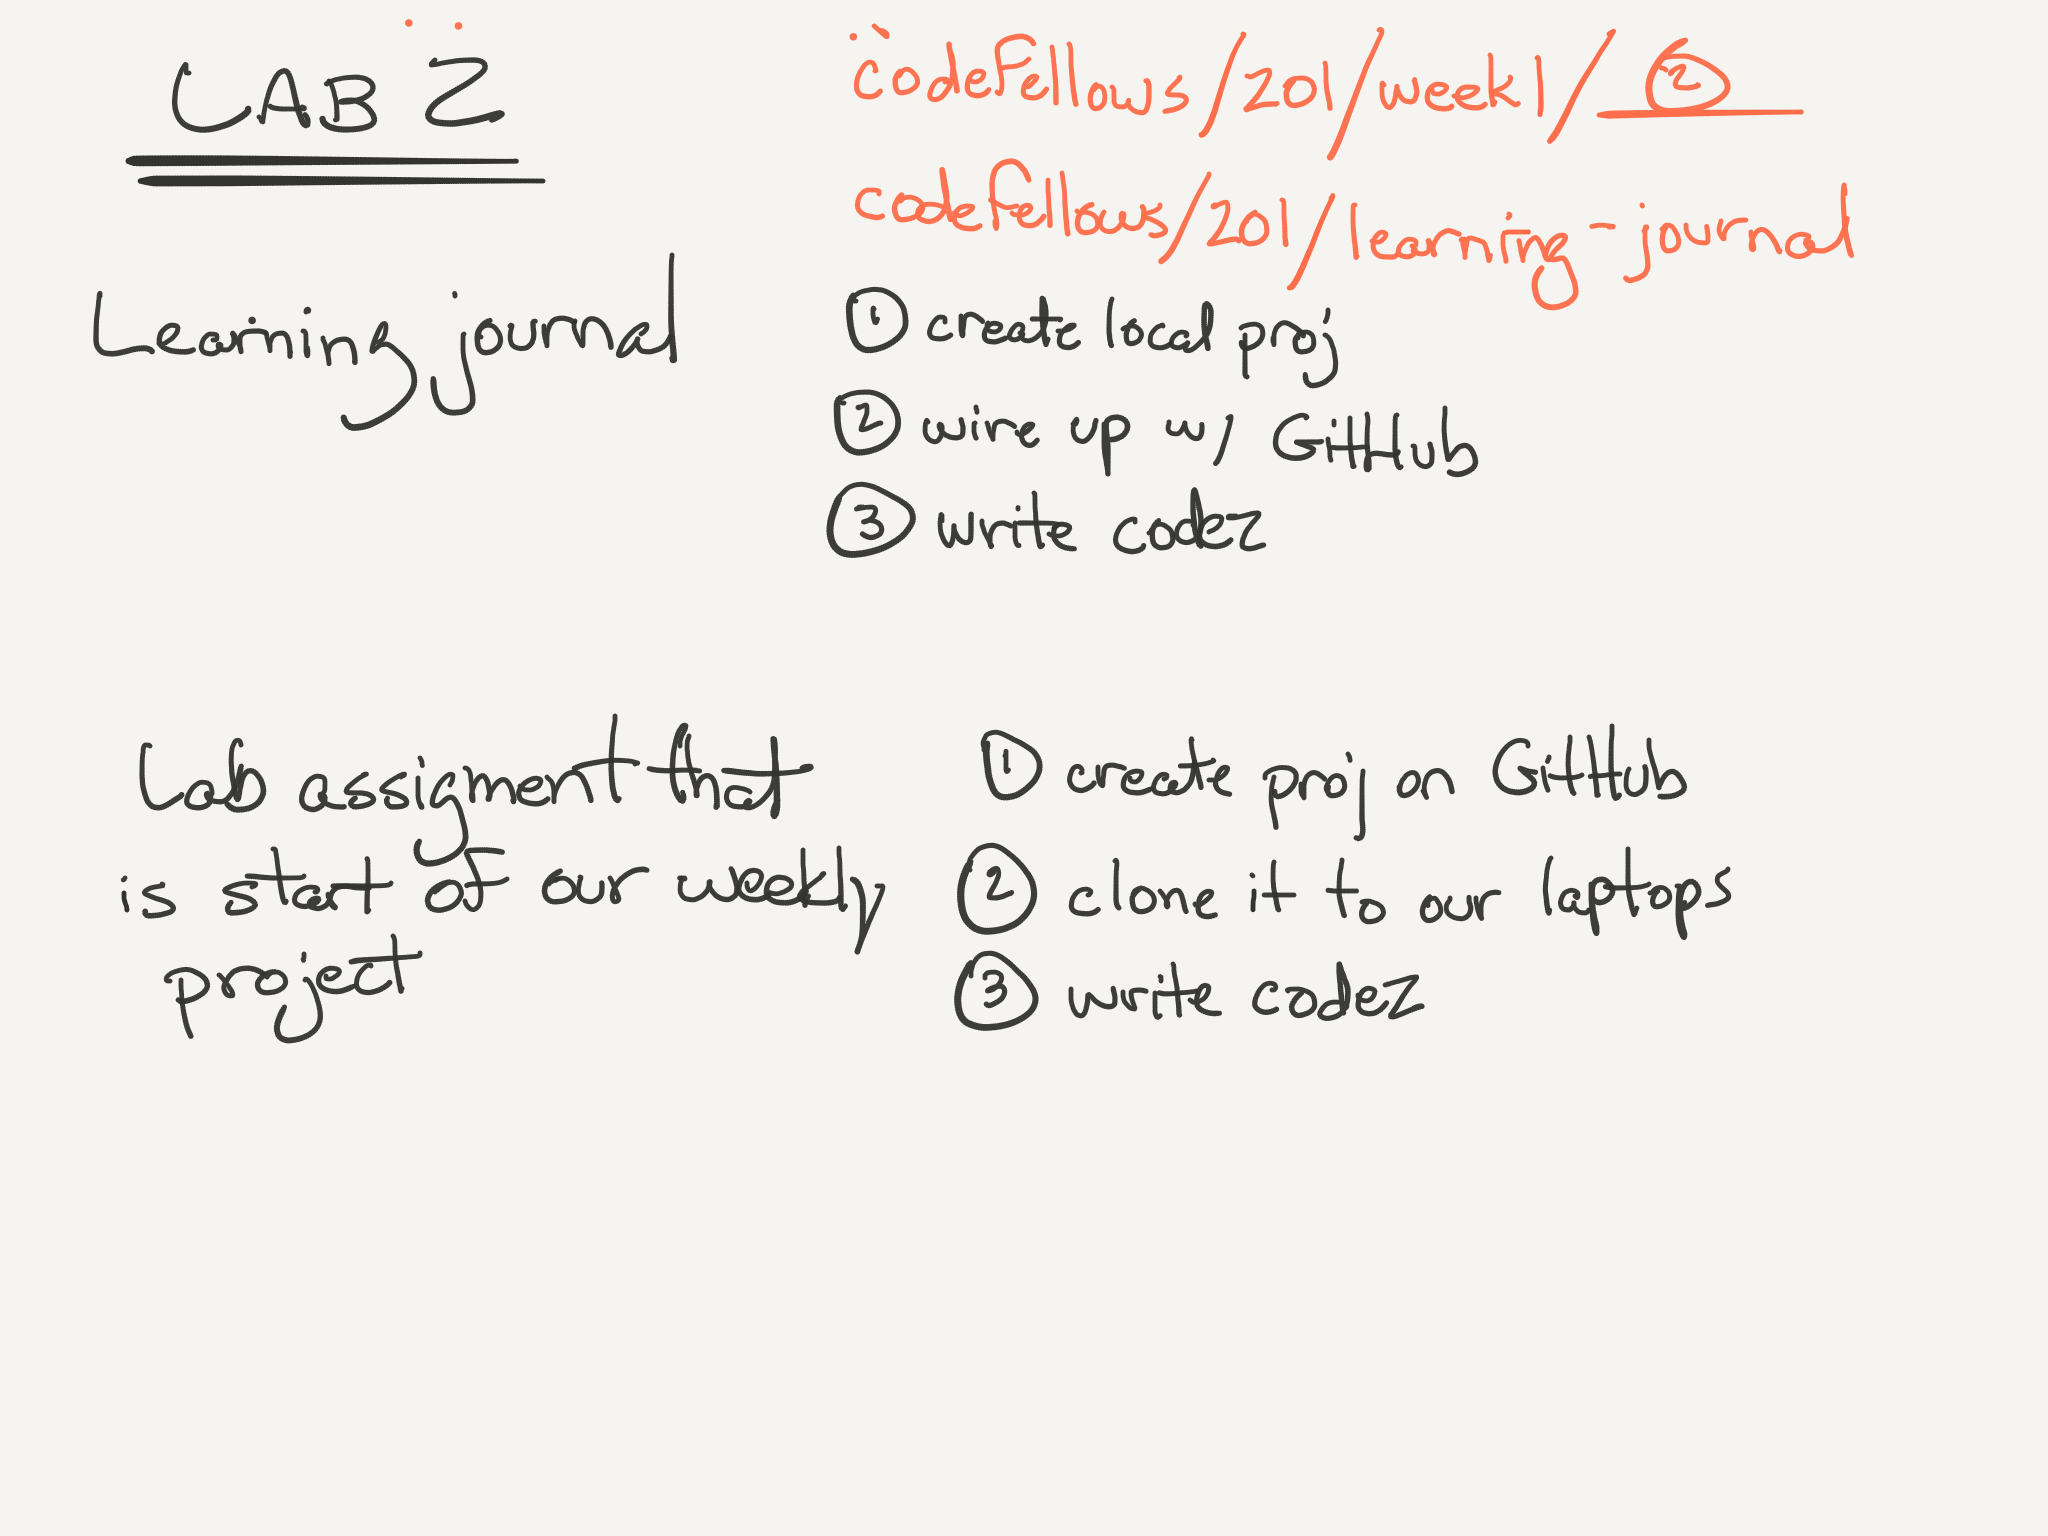 LAB 2
codefellows/201/week1/ 2
codefellows/201/learning-journal
Learning journal
1 create local proj
2 wire up w/ GitHub
3 write codez
Lab assigment that
is start of our weekly
project
1 create proj on GitHub
2 clone it to our laptops
3 write codez